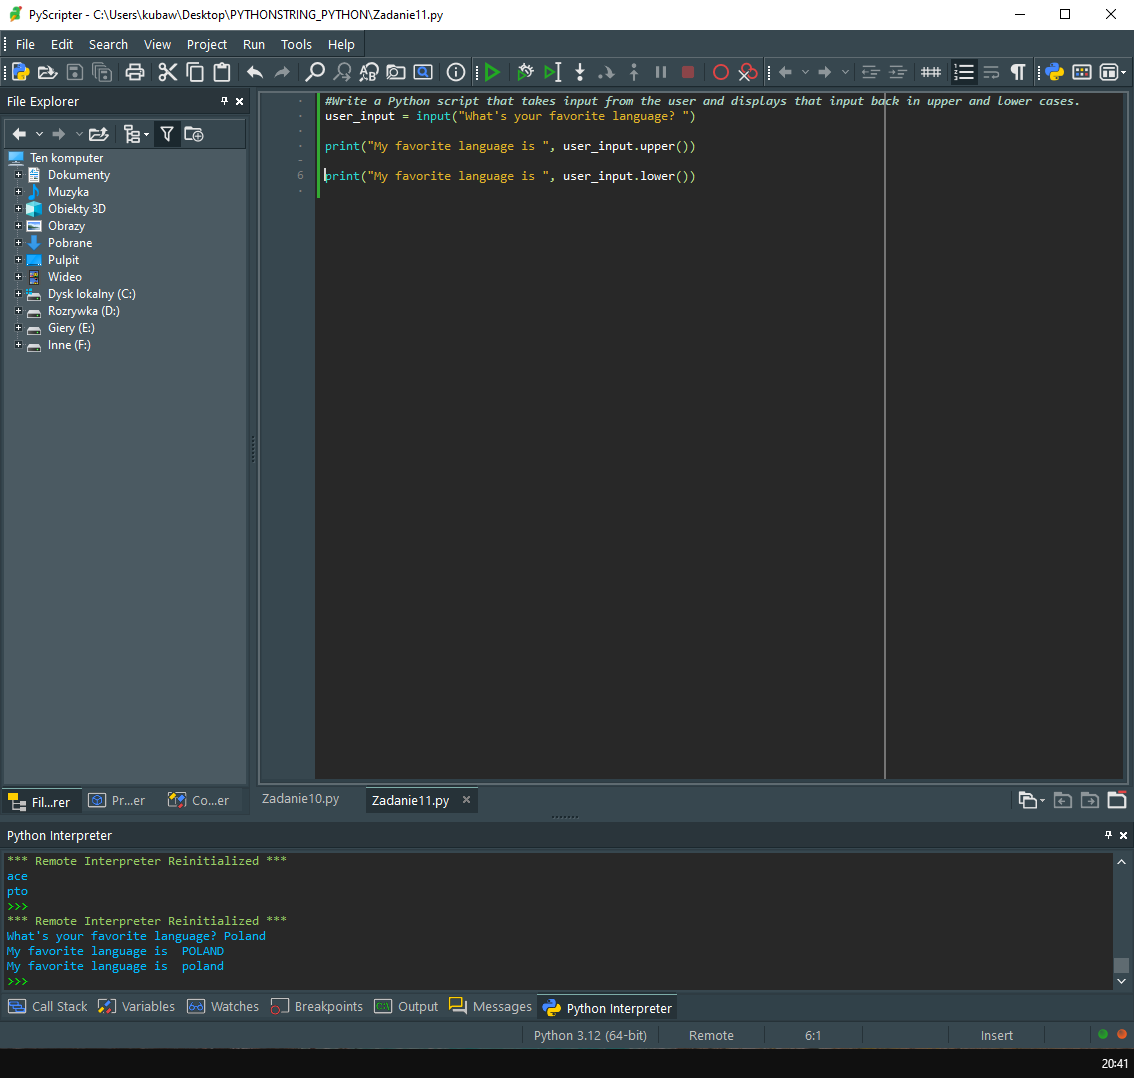 PyScripter - C:\Users\kubaw\Desktop\PYTHONSTRING_PYTHON\Zadanie11.py
File Edit Search View Project Run Tools Help
File Explorer
Ten komputer
Dokumenty
Muzyka
Obiekty 3D
Obrazy
Pobrane
Pulpit
Wideo
Dysk lokalny (C:)
Rozrywka (D:)
Giery (E:)
Inne (F:)
Fil...rer Pr...er Co...er
#Write a Python script that takes input from the user and displays that input back in upper and lower cases.
user_input = input("What's your favorite language? ")
print("My favorite language is ", user_input.upper())
6 print("My favorite language is ", user_input.lower())
Zadanie10.py Zadanie11.py
Python Interpreter
*** Remote Interpreter Reinitialized ***
ace
pto
>>>
*** Remote Interpreter Reinitialized ***
What's your favorite language? Poland
My favorite language is  POLAND
My favorite language is  poland
>>>
Call Stack Variables Watches Breakpoints Output Messages Python Interpreter
Python 3.12 (64-bit) Remote 6:1 Insert
20:41